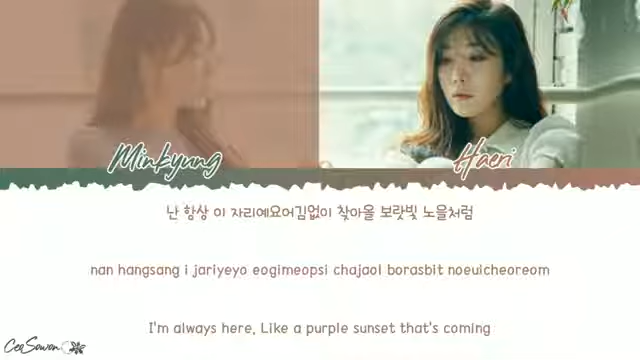 Minkyung
Haeri
난 항상 이 자리예요어김없이 찾아올 보랏빛 노을처럼
nan hangsang i jariyeyo eogimeopsi chajaol borasbit noeulcheoreom
I'm always here, Like a purple sunset that's coming
CeeSowon